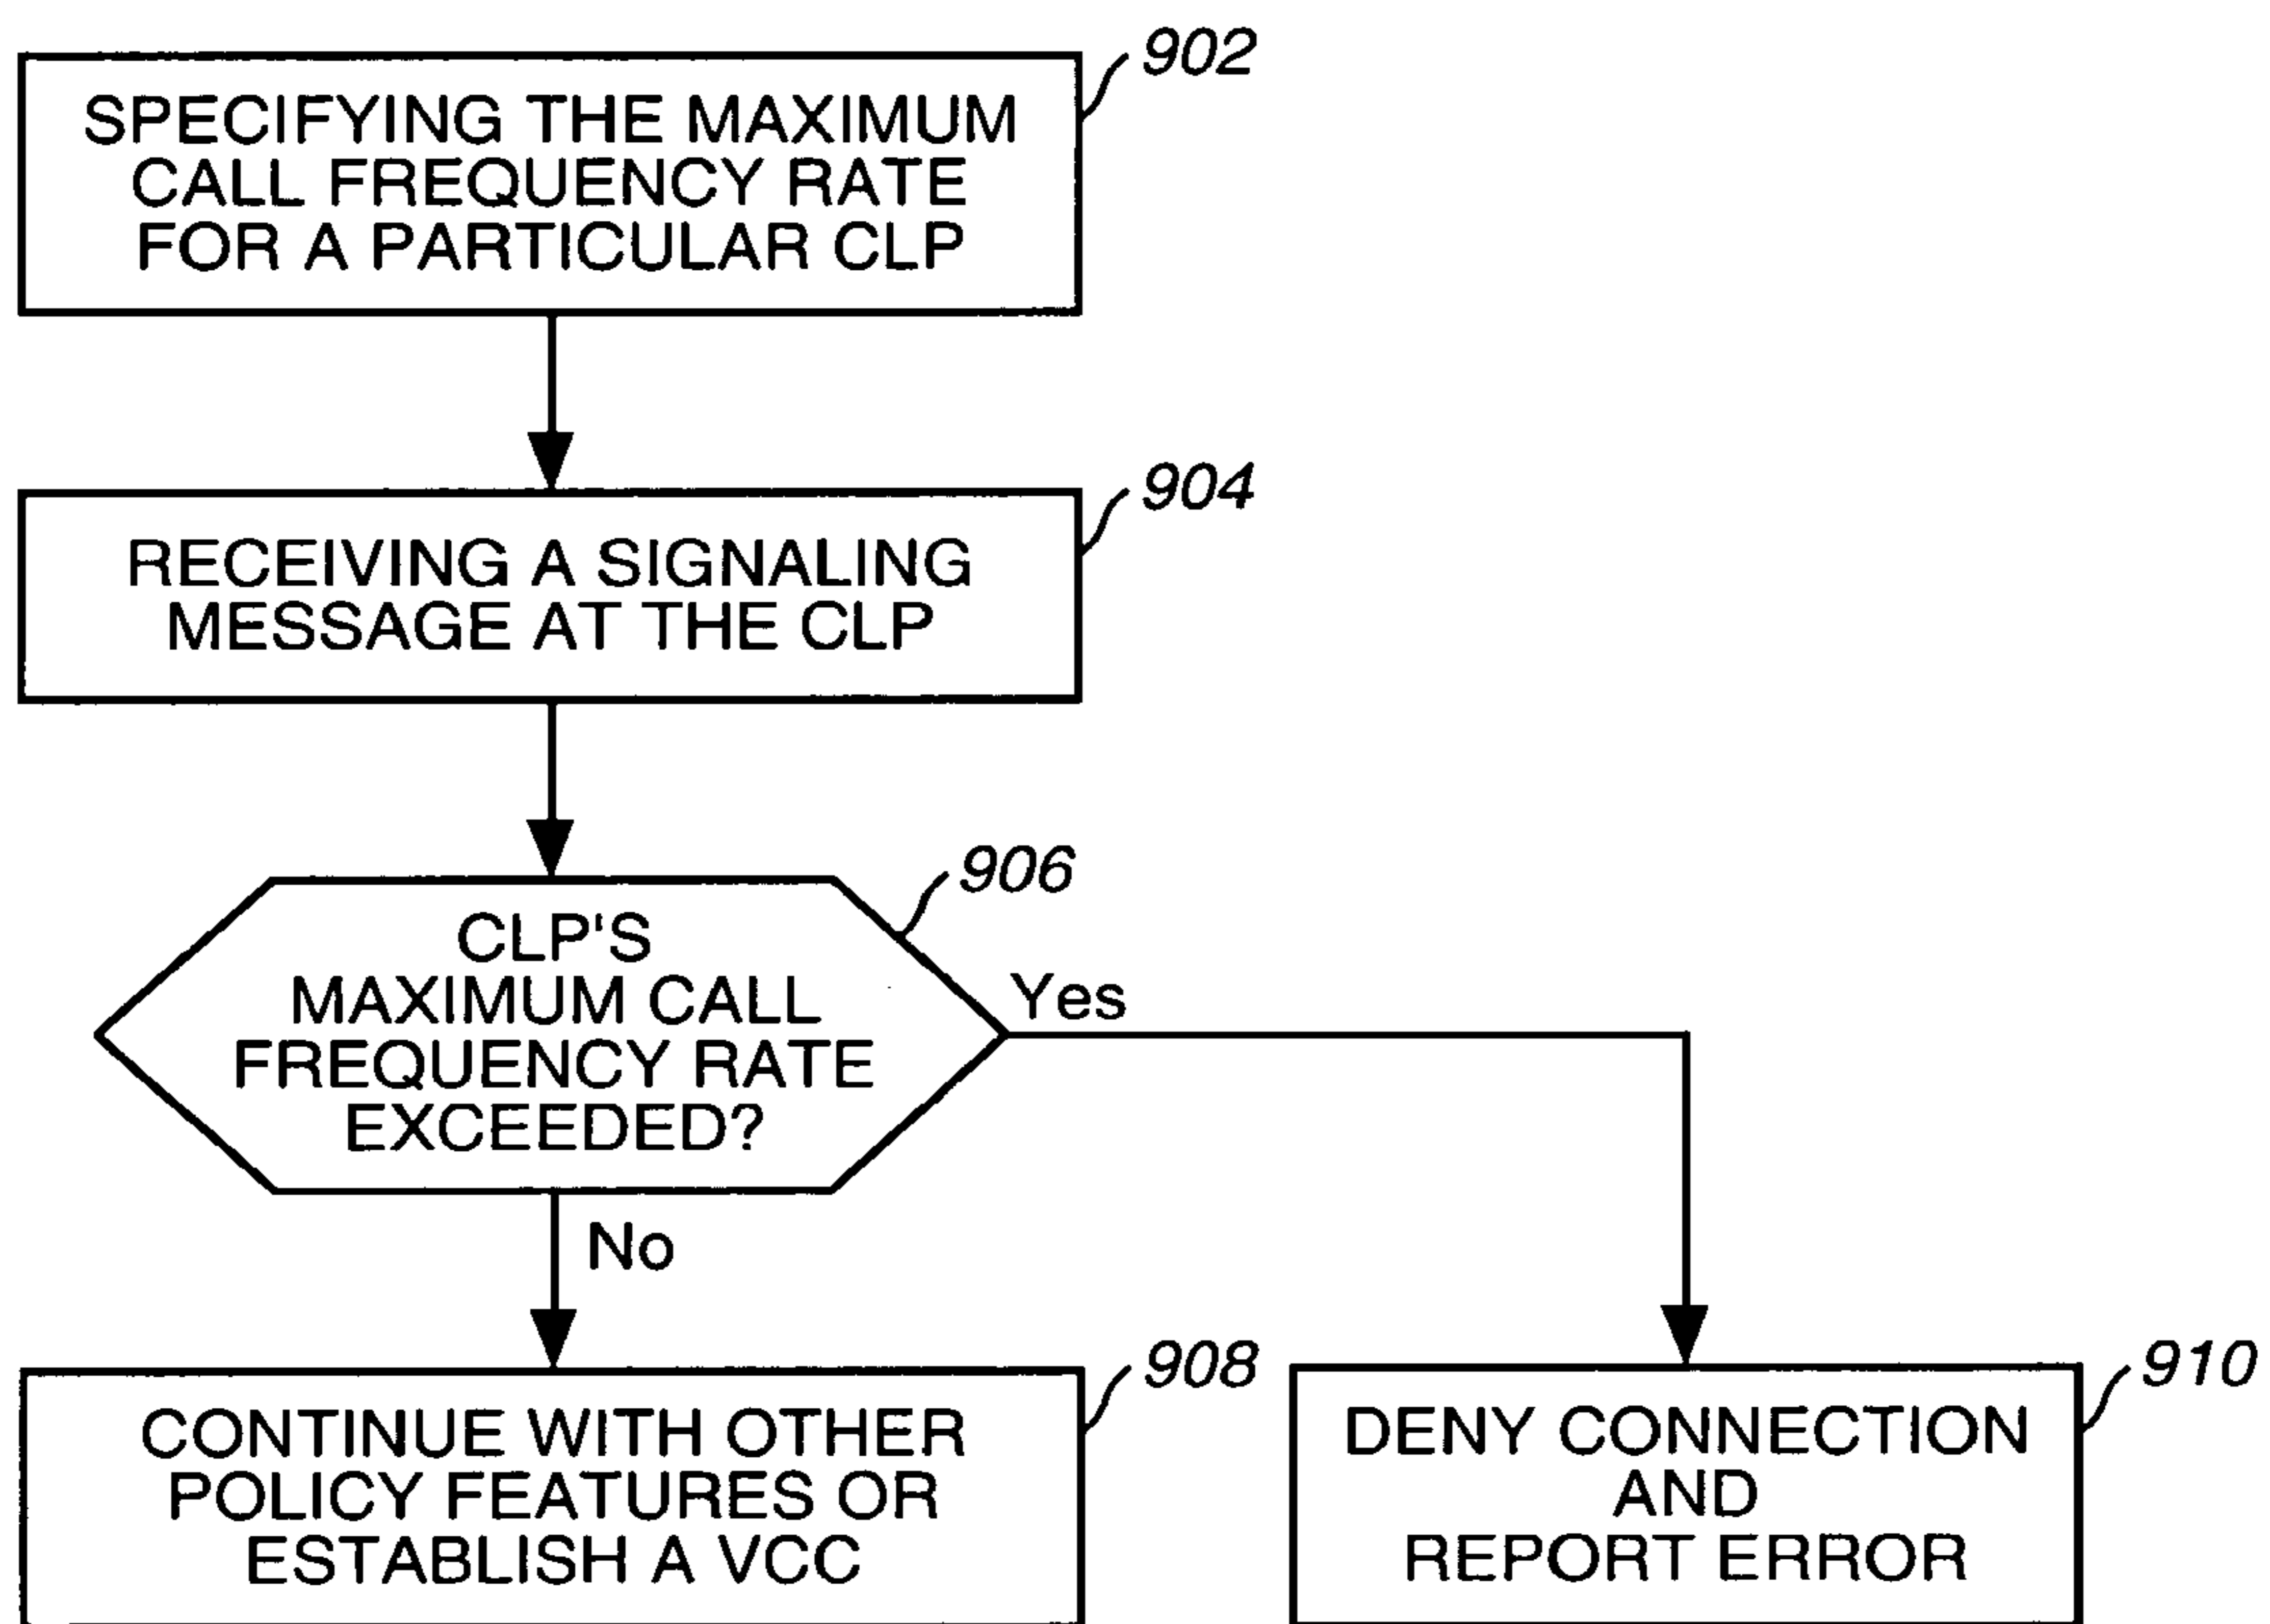 902
SPECIFYING THE MAXIMUM
CALL FREQUENCY RATE
FOR A PARTICULAR CLP
904
RECEIVING A SIGNALING
MESSAGE AT THE CLP
906
CLP'S
MAXIMUM CALL
FREQUENCY RATE
EXCEEDED?
Yes
No
908
CONTINUE WITH OTHER
POLICY FEATURES OR
ESTABLISH A VCC
910
DENY CONNECTION
AND
REPORT ERROR